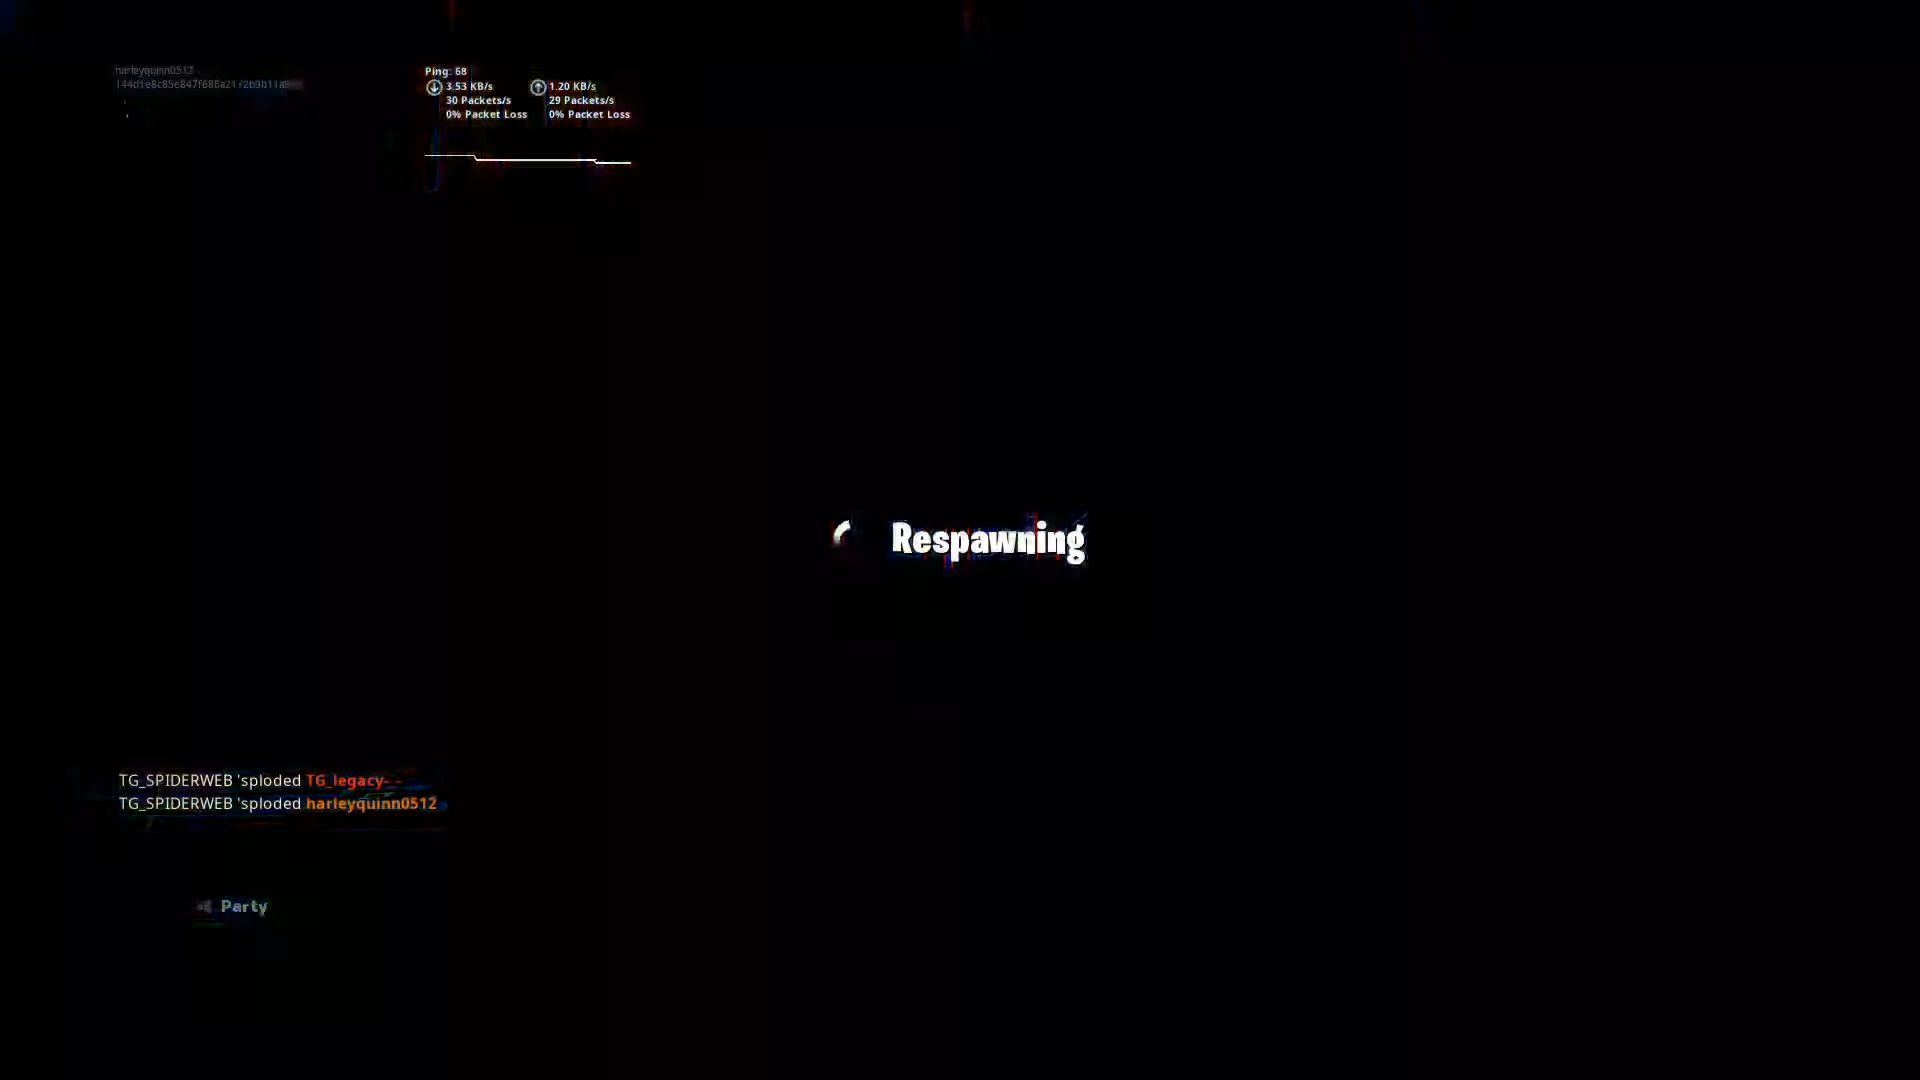 harleyquinn0512
Ping: 68
3.53 KB/s
1.20 KB/s
30 Packets/s
29 Packets/s
0% Packet Loss
0% Packet Loss
Respawning
TG_SPIDERWEB 'sploded TG_legacy-_-
TG_SPIDERWEB 'sploded harleyquinn0512
Party